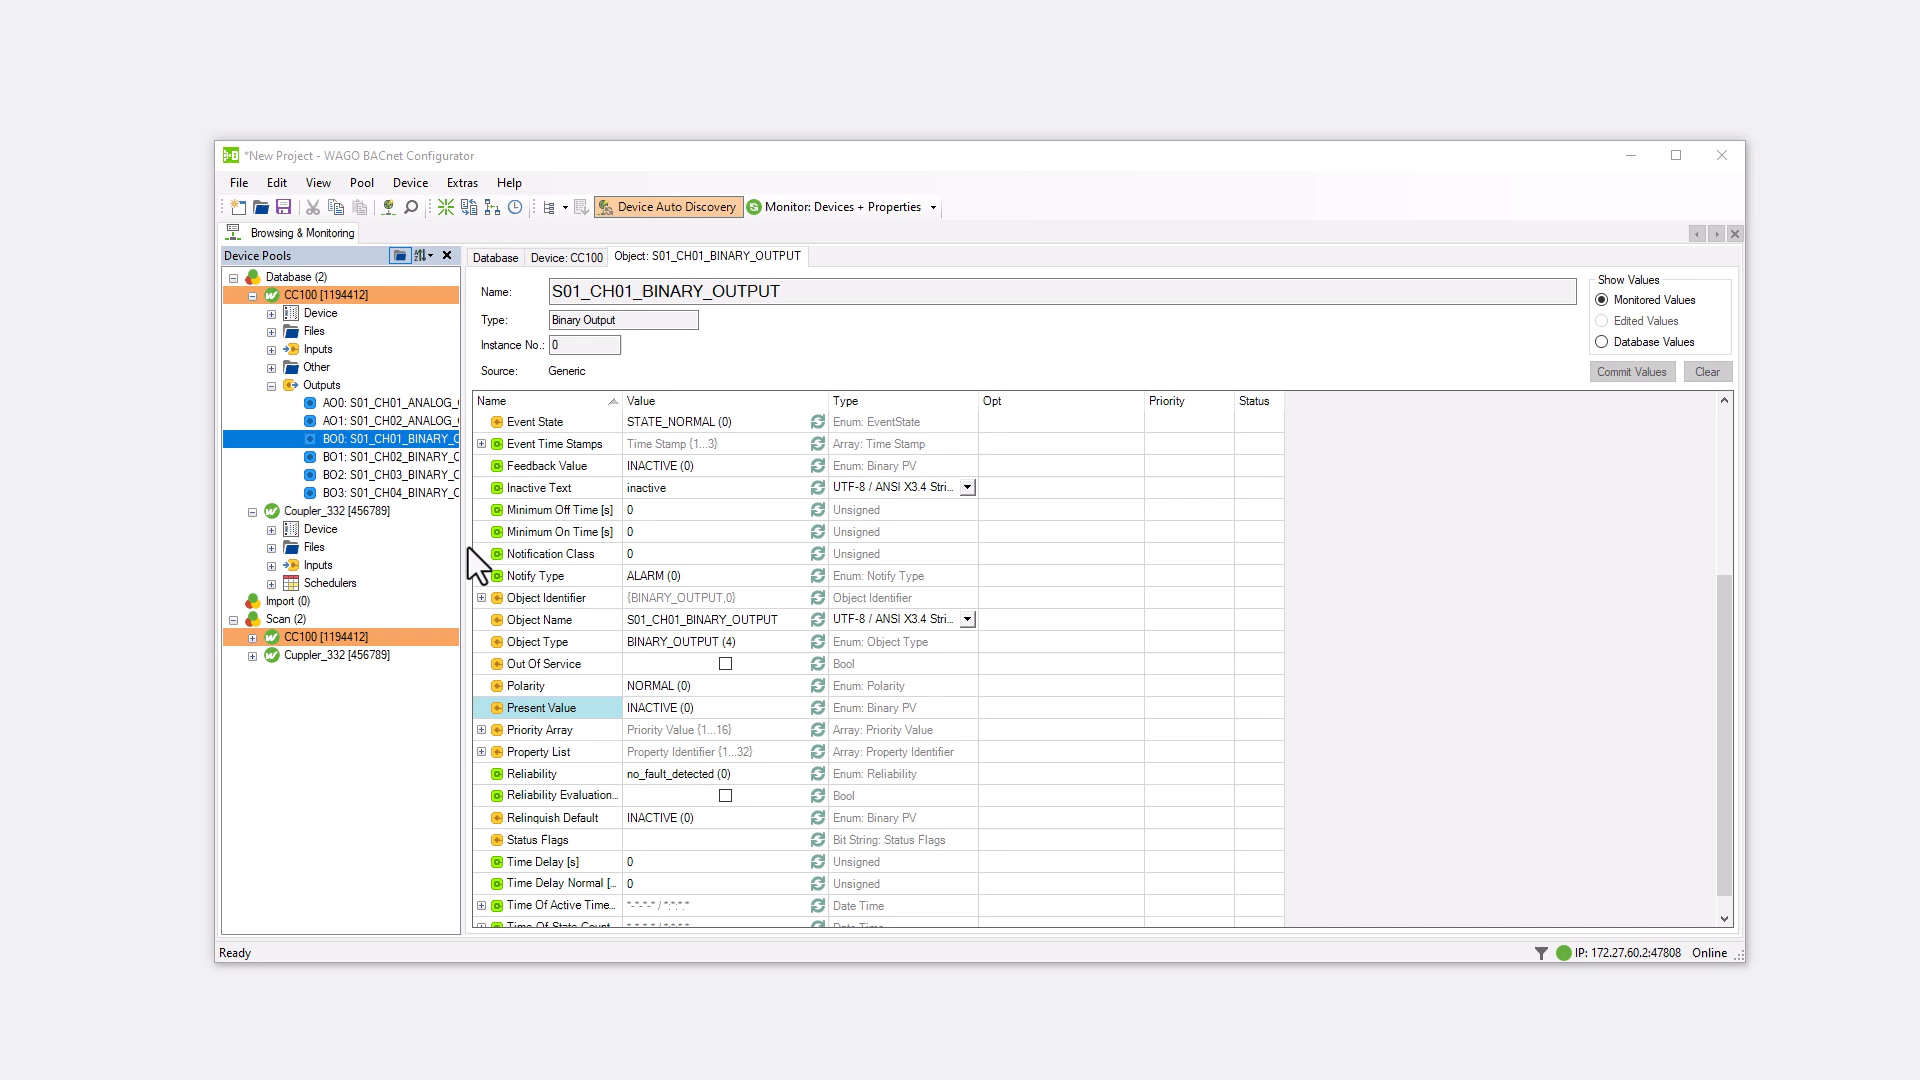 *New Project - WAGO BACnet Configurator
File Edit View Pool Device Extras Help
Device Auto Discovery Monitor: Devices + Properties
Browsing & Monitoring
Device Pools
Database (2)
CC100 [1194412]
Device
Files
Inputs
Other
Outputs
AO0: S01_CH01_ANALOG_
AO1: S01_CH02_ANALOG_
BO0: S01_CH01_BINARY_O
BO1: S01_CH02_BINARY_O
BO2: S01_CH03_BINARY_O
BO3: S01_CH04_BINARY_O
Coupler_332 [456789]
Device
Files
Inputs
Schedulers
Import (0)
Scan (2)
CC100 [1194412]
Cuppler_332 [456789]
Database Device: CC100 Object: S01_CH01_BINARY_OUTPUT
Name: S01_CH01_BINARY_OUTPUT
Type: Binary Output
Instance No.: 0
Source: Generic
Show Values
Monitored Values
Edited Values
Database Values
Commit Values Clear
Name Value Type Opt Priority Status
Event State STATE_NORMAL (0) Enum: EventState
Event Time Stamps Time Stamp {1...3} Array: Time Stamp
Feedback Value INACTIVE (0) Enum: Binary PV
Inactive Text inactive UTF-8 / ANSI X3.4 Stri...
Minimum Off Time [s] 0 Unsigned
Minimum On Time [s] 0 Unsigned
Notification Class 0 Unsigned
Notify Type ALARM (0) Enum: Notify Type
Object Identifier {BINARY_OUTPUT,0} Object Identifier
Object Name S01_CH01_BINARY_OUTPUT UTF-8 / ANSI X3.4 Stri...
Object Type BINARY_OUTPUT (4) Enum: Object Type
Out Of Service Bool
Polarity NORMAL (0) Enum: Polarity
Present Value INACTIVE (0) Enum: Binary PV
Priority Array Priority Value {1...16} Array: Priority Value
Property List Property Identifier {1...32} Array: Property Identifier
Reliability no_fault_detected (0) Enum: Reliability
Reliability Evaluation... Bool
Relinquish Default INACTIVE (0) Enum: Binary PV
Status Flags Bit String: Status Flags
Time Delay [s] 0 Unsigned
Time Delay Normal [... 0 Unsigned
Time Of Active Time... *-*-*-* / *:*:*.* Date Time
Time Of State Count... *-*-*-* / *:*:*.* Date Time
Ready
IP: 172.27.60.2:47808 Online